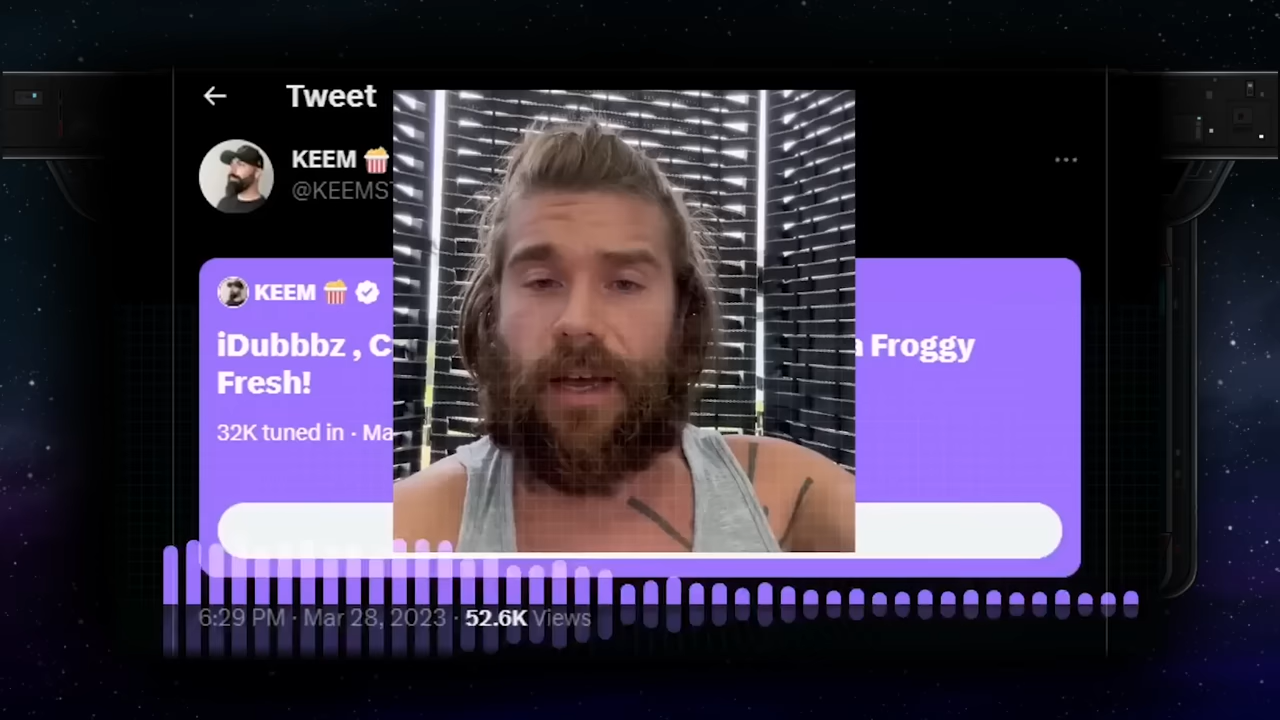 Tweet
KEEM 🍿
@KEEMS
KEEM 🍿
iDubbbz , C
Froggy
Fresh!
32K tuned in · Ma
6:29 PM · Mar 28, 2023 · 52.6K Views